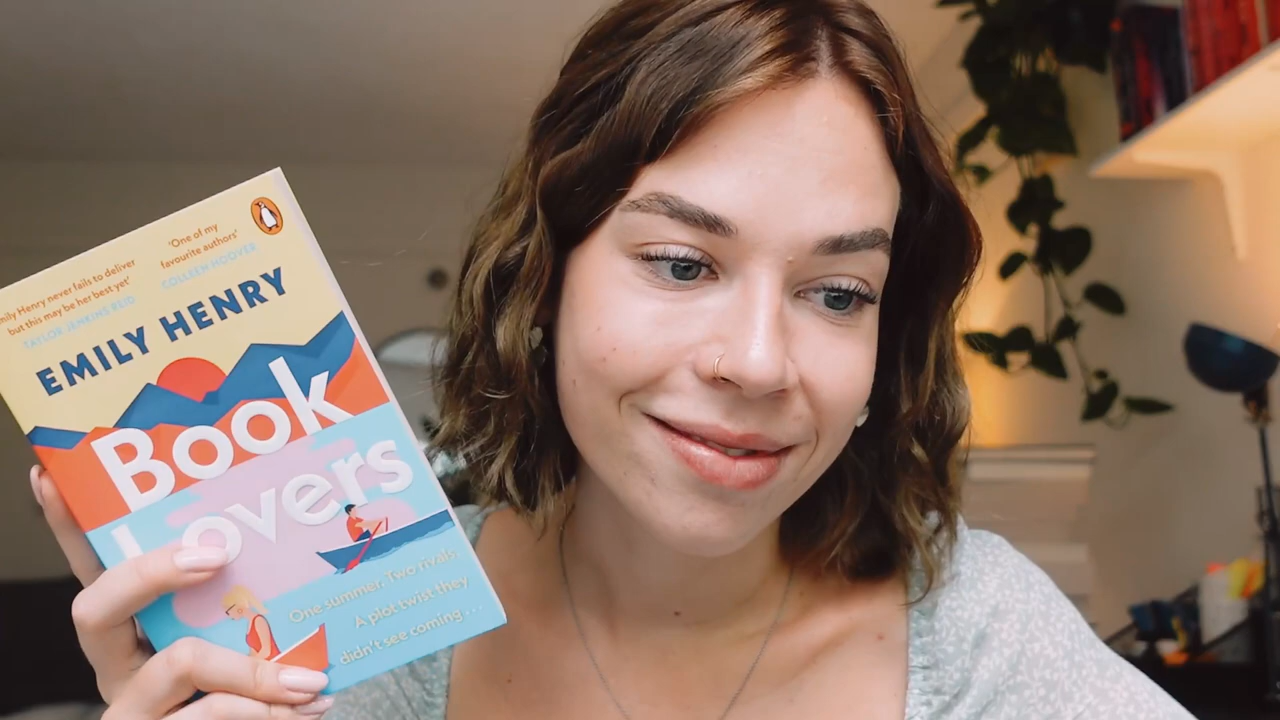 'One of my
favourite authors'
COLLEEN HOOVER
Henry never fails to deliver
but this may be her best yet'
TAYLOR JENKINS REID
EMILY HENRY
Book
Lovers
One summer. Two rivals.
A plot twist they
didn't see coming ...